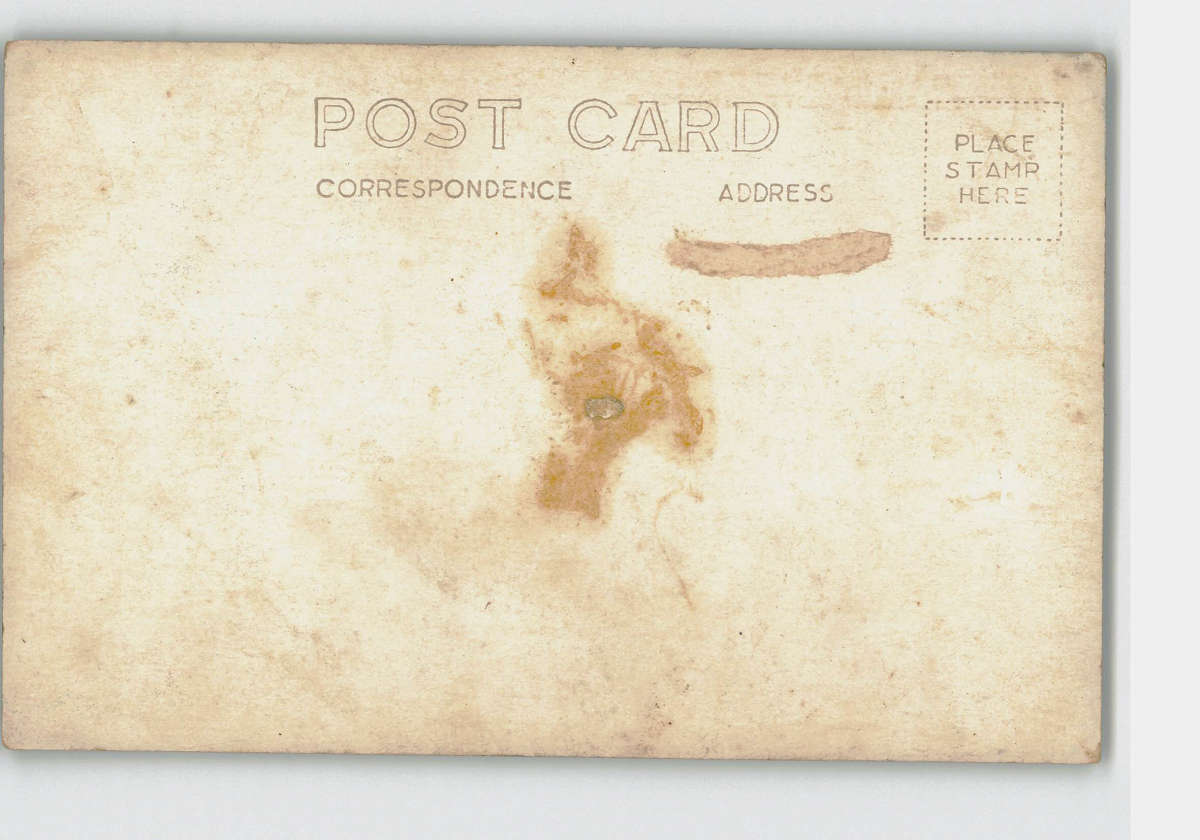 POST CARD
CORRESPONDENCE
ADDRESS
PLACE
STAMP
HERE